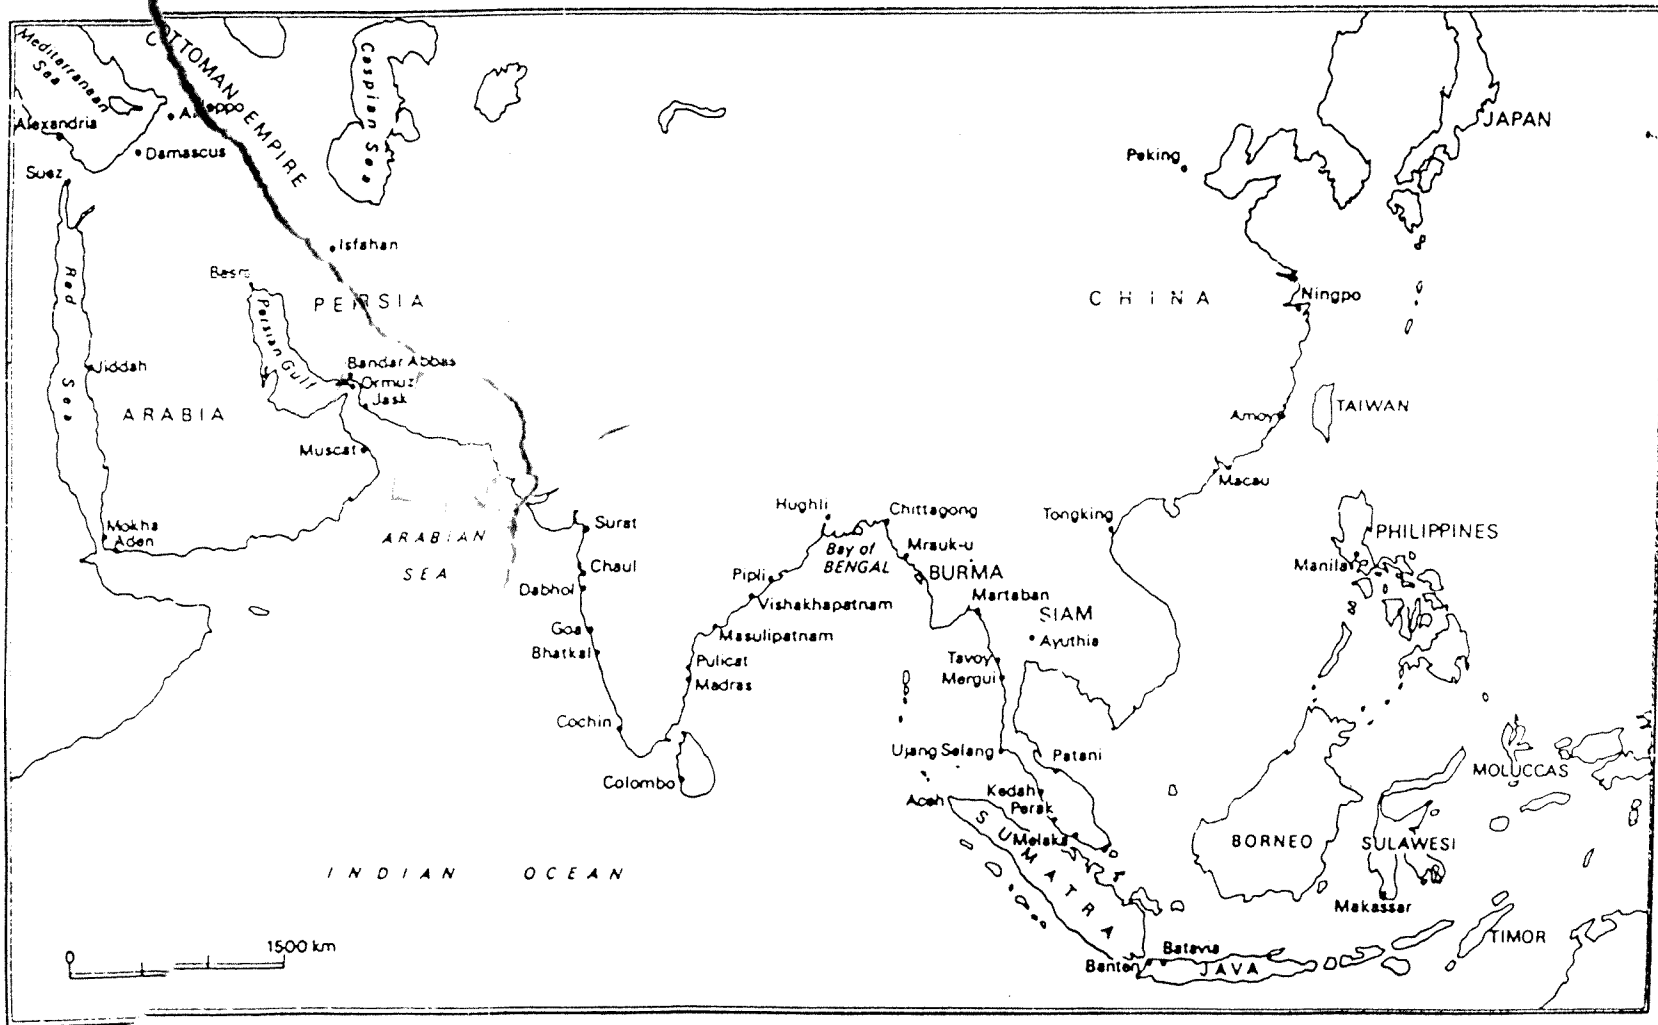 Mediterranean
Sea
OTTOMAN EMPIRE
Caspian Sea
Aleppo
Alexandria
Damascus
Suez
JAPAN
Peking
Isfahan
Basra
PERSIA
Persian Gulf
Red Sea
CHINA
Ningpo
Jiddah
Bandar Abbas
Ormuz
Jask
ARABIA
Amoy
TAIWAN
Muscat
Macau
Mokha
Aden
ARABIAN
SEA
Surat
Hughli
Chittagong
Tongking
PHILIPPINES
Bay of
BENGAL
Mrauk-u
Manila
Chaul
Pipli
BURMA
Dabhol
Vishakhapatnam
Martaban
SIAM
Goa
Masulipatnam
Ayuthia
Bhatkal
Pulicat
Tavoy
Madras
Mergui
Cochin
Ujang Selang
Patani
MOLUCCAS
Colombo
Kedah
Aceh
Perak
SUMATRA
Melaka
BORNEO
SULAWESI
INDIAN OCEAN
Makassar
TIMOR
0 1500 km
Batavia
Banten
JAVA